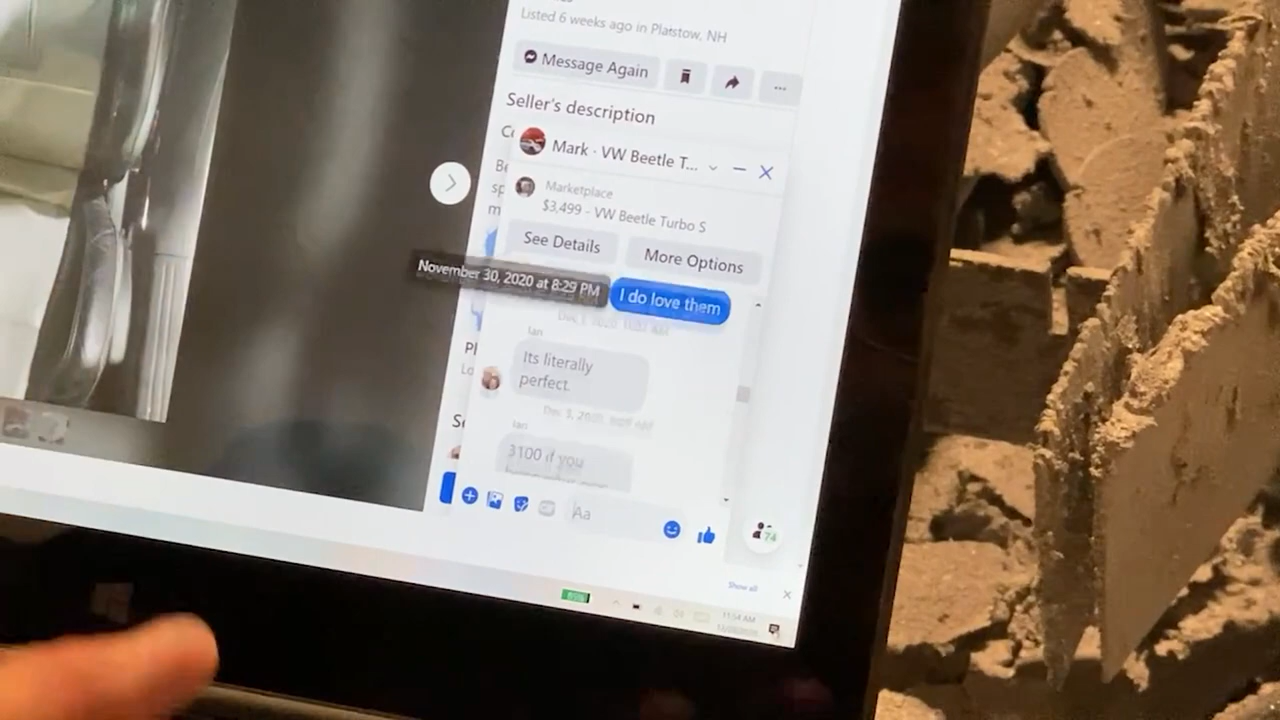 Listed 6 weeks ago in Plaistow, NH
Message Again
Seller's description
Mark · VW Beetle T...
Marketplace
$3,499 - VW Beetle Turbo S
See Details
More Options
November 30, 2020 at 8:29 PM
I do love them
Ian
Its literally
perfect.
Ian
3100 if you
Aa
74
Show all
11:54 AM